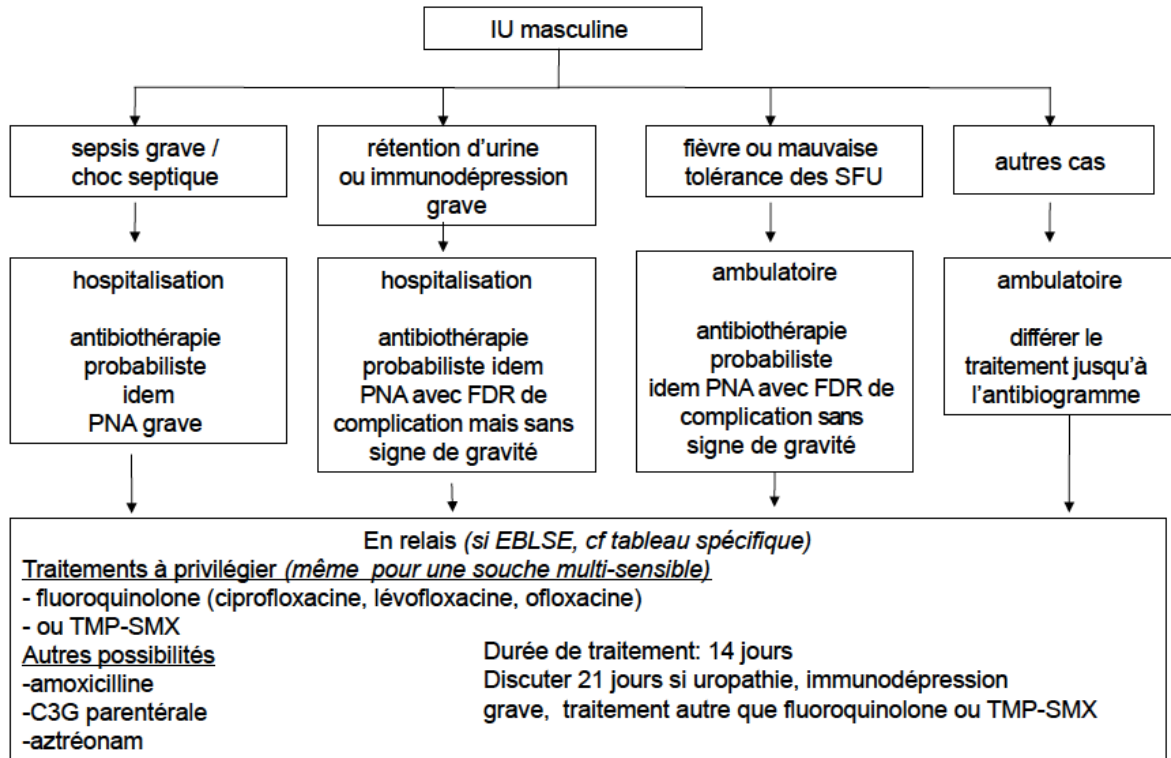 IU masculine
sepsis grave /
choc septique
rétention d'urine
ou immunodépression
grave
fièvre ou mauvaise
tolérance des SFU
autres cas
hospitalisation
antibiothérapie
probabiliste
idem
PNA grave
hospitalisation
antibiothérapie
probabiliste idem
PNA avec FDR de
complication mais sans
signe de gravité
ambulatoire
antibiothérapie
probabiliste
idem PNA avec FDR de
complication sans
signe de gravité
ambulatoire
différer le
traitement jusqu'à
l'antibiogramme
En relais (si EBLSE, cf tableau spécifique)
Traitements à privilégier (même pour une souche multi-sensible)
- fluoroquinolone (ciprofloxacine, lévofloxacine, ofloxacine)
- ou TMP-SMX
Autres possibilités
-amoxicilline
-C3G parentérale
-aztréonam
Durée de traitement: 14 jours
Discuter 21 jours si uropathie, immunodépression
grave, traitement autre que fluoroquinolone ou TMP-SMX